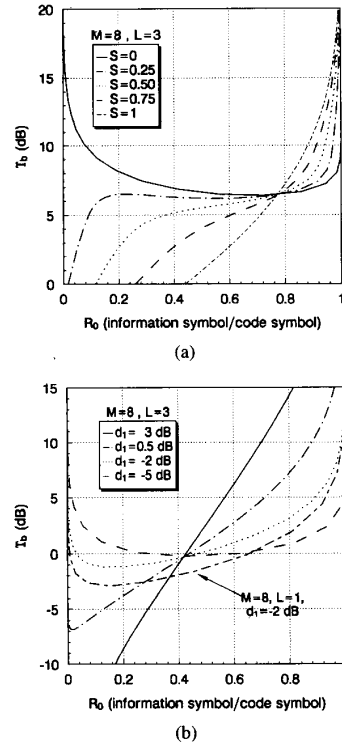 M=8 , L=3
S=0
S=0.25
S=0.50
S=0.75
S=1
20
15
10
5
0
0 0.2 0.4 0.6 0.8 1
I_b (dB)
R₀ (information symbol/code symbol)
(a)
M=8 , L=3
d₁= 3 dB
d₁=0.5 dB
d₁= -2 dB
d₁= -5 dB
15
10
5
0
-5
-10
0 0.2 0.4 0.6 0.8 1
M=8, L=1,
d₁=-2 dB
I_b (dB)
R₀ (information symbol/code symbol)
(b)